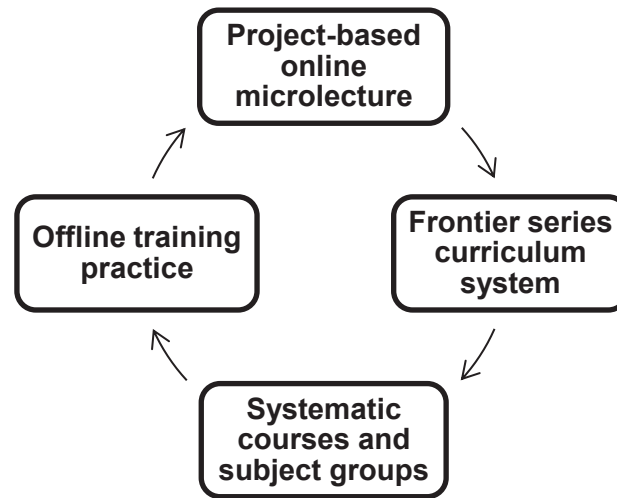 Project-based
online
microlecture
Frontier series
curriculum
system
Systematic
courses and
subject groups
Offline training
practice